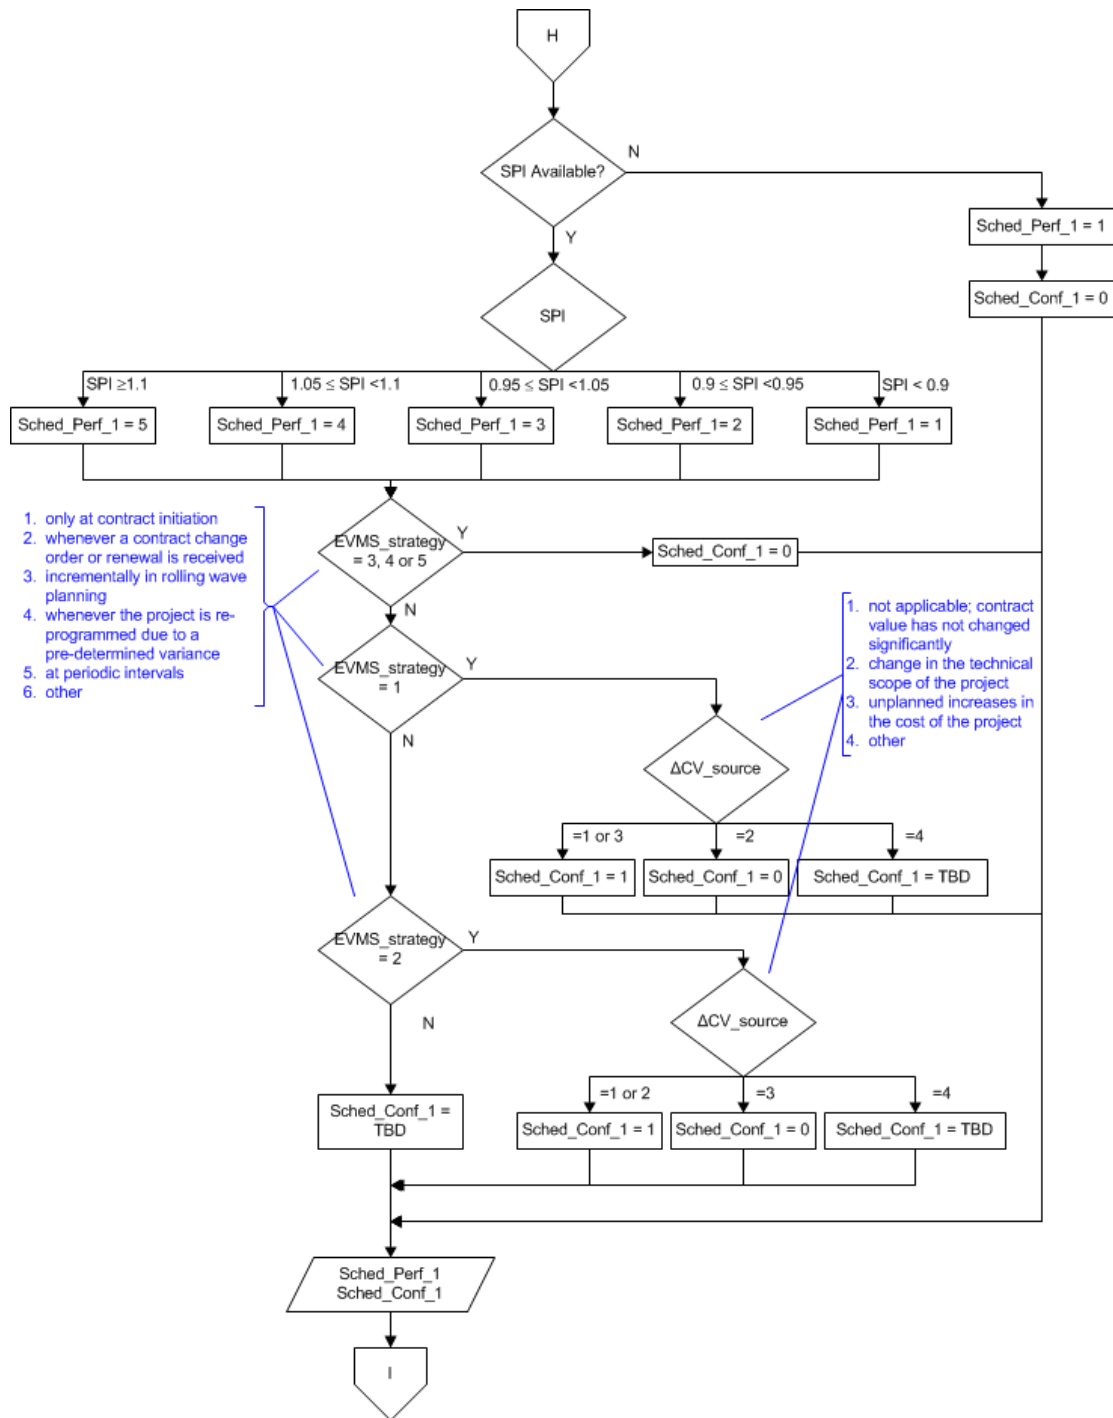 H
SPI Available?
N
Y
Sched_Perf_1 = 1
Sched_Conf_1 = 0
SPI
SPI ≥1.1
1.05 ≤ SPI <1.1
0.95 ≤ SPI <1.05
0.9 ≤ SPI <0.95
SPI < 0.9
Sched_Perf_1 = 5
Sched_Perf_1 = 4
Sched_Perf_1 = 3
Sched_Perf_1= 2
Sched_Perf_1 = 1
1. only at contract initiation
2. whenever a contract change
order or renewal is received
3. incrementally in rolling wave
planning
4. whenever the project is re-
programmed due to a
pre-determined variance
5. at periodic intervals
6. other
EVMS_strategy
= 3, 4 or 5
Y
N
Sched_Conf_1 = 0
EVMS_strategy
= 1
Y
N
1. not applicable; contract
value has not changed
significantly
2. change in the technical
scope of the project
3. unplanned increases in
the cost of the project
4. other
ΔCV_source
=1 or 3
=2
=4
Sched_Conf_1 = 1
Sched_Conf_1 = 0
Sched_Conf_1 = TBD
EVMS_strategy
= 2
Y
N
ΔCV_source
=1 or 2
=3
=4
Sched_Conf_1 =
TBD
Sched_Conf_1 = 1
Sched_Conf_1 = 0
Sched_Conf_1 = TBD
Sched_Perf_1
Sched_Conf_1
I